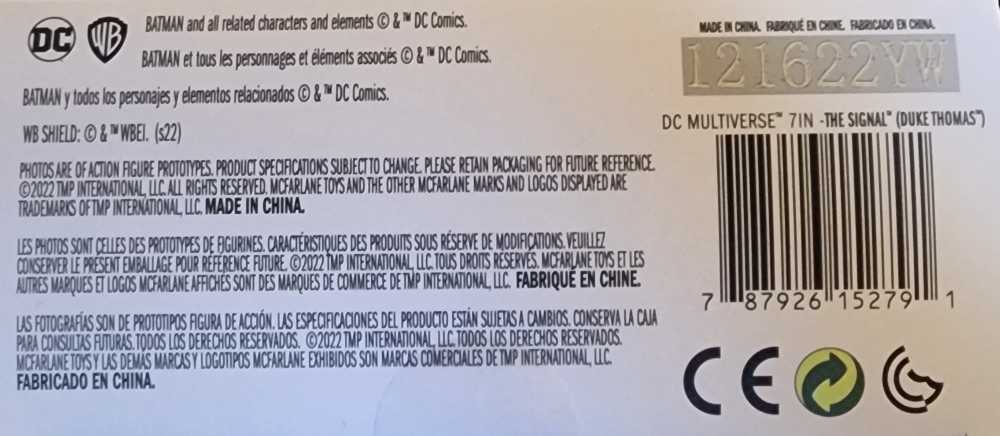 DC WB BATMAN and all related characters and elements © & ™ DC Comics.
BATMAN et tous les personnages et éléments associés © & ™ DC Comics.
BATMAN y todos los personajes y elementos relacionados © & ™ DC Comics.
WB SHIELD: © & ™ WBEI. (s22)
PHOTOS ARE OF ACTION FIGURE PROTOTYPES. PRODUCT SPECIFICATIONS SUBJECT TO CHANGE. PLEASE RETAIN PACKAGING FOR FUTURE REFERENCE.
©2022 TMP INTERNATIONAL, LLC. ALL RIGHTS RESERVED. MCFARLANE TOYS AND THE OTHER MCFARLANE MARKS AND LOGOS DISPLAYED ARE
TRADEMARKS OF TMP INTERNATIONAL, LLC. MADE IN CHINA.
LES PHOTOS SONT CELLES DES PROTOTYPES DE FIGURINES. CARACTÉRISTIQUES DES PRODUITS SOUS RÉSERVE DE MODIFICATIONS. VEUILLEZ
CONSERVER LE PRÉSENT EMBALLAGE POUR RÉFÉRENCE FUTURE. ©2022 TMP INTERNATIONAL, LLC. TOUS DROITS RÉSERVÉS. MCFARLANE TOYS ET LES
AUTRES MARQUES ET LOGOS MCFARLANE AFFICHÉS SONT DES MARQUES DE COMMERCE DE TMP INTERNATIONAL, LLC. FABRIQUÉ EN CHINE.
LAS FOTOGRAFÍAS SON DE PROTOTIPOS FIGURA DE ACCIÓN. LAS ESPECIFICACIONES DEL PRODUCTO ESTÁN SUJETAS A CAMBIOS. CONSERVA LA CAJA
PARA CONSULTAS FUTURAS. TODOS LOS DERECHOS RESERVADOS. ©2022 TMP INTERNATIONAL, LLC. TODOS LOS DERECHOS RESERVADOS.
MCFARLANE TOYS Y LAS DEMÁS MARCAS Y LOGOTIPOS MCFARLANE EXHIBIDOS SON MARCAS COMERCIALES DE TMP INTERNATIONAL, LLC.
FABRICADO EN CHINA.
MADE IN CHINA. FABRIQUÉ EN CHINE. FABRICADO EN CHINA.
121622YW
DC MULTIVERSE™ 7IN -THE SIGNAL™ (DUKE THOMAS™)
7 87926 15279 1
CE